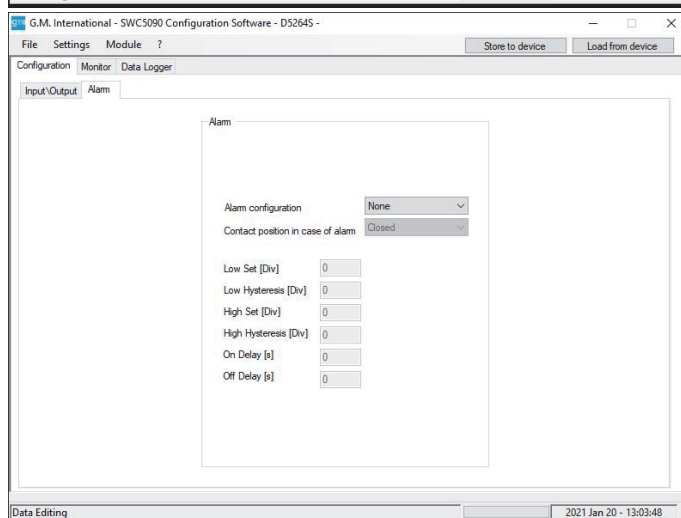 G.M. International - SWC5090 Configuration Software - D5264S -
File Settings Module ? Store to device Load from device
Configuration Monitor Data Logger
Input\Output Alarm
Alarm
Alarm configuration None
Contact position in case of alarm Closed
Low Set [Div] 0
Low Hysteresis [Div] 0
High Set [Div] 0
High Hysteresis [Div] 0
On Delay [s] 0
Off Delay [s] 0
Data Editing 2021 Jan 20 - 13:03:48